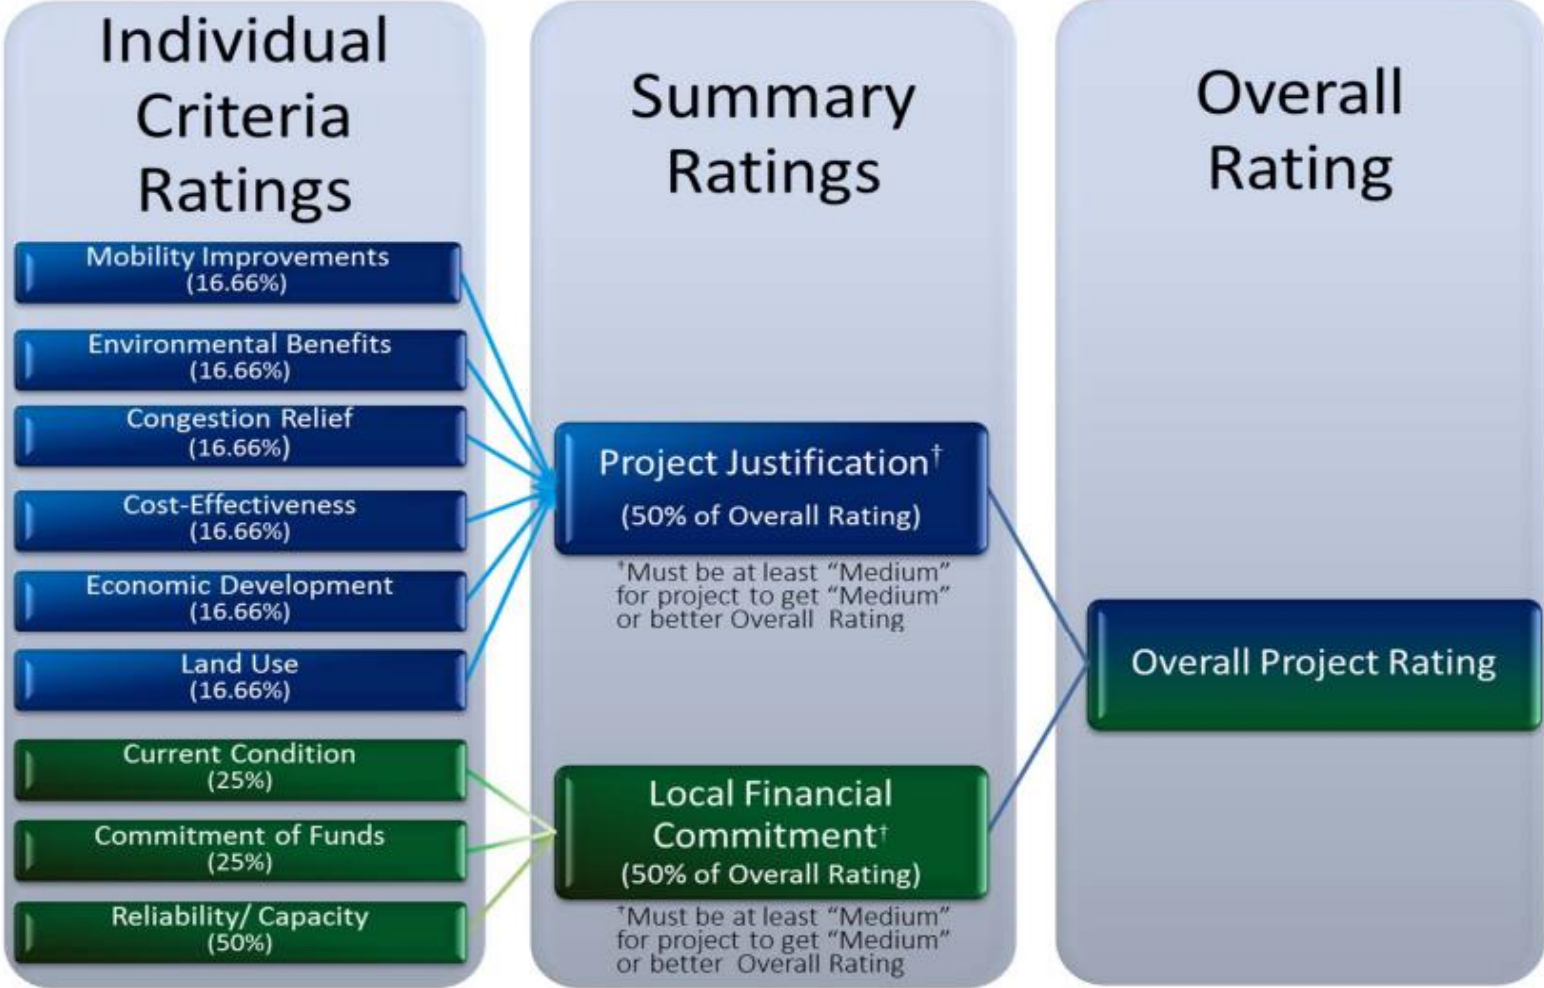 Individual
Criteria
Ratings
Mobility Improvements
(16.66%)
Environmental Benefits
(16.66%)
Congestion Relief
(16.66%)
Cost-Effectiveness
(16.66%)
Economic Development
(16.66%)
Land Use
(16.66%)
Current Condition
(25%)
Commitment of Funds
(25%)
Reliability/ Capacity
(50%)
Summary
Ratings
Project Justification†
(50% of Overall Rating)
†Must be at least “Medium”
for project to get “Medium”
or better Overall Rating
Local Financial
Commitment†
(50% of Overall Rating)
†Must be at least “Medium”
for project to get “Medium”
or better Overall Rating
Overall
Rating
Overall Project Rating